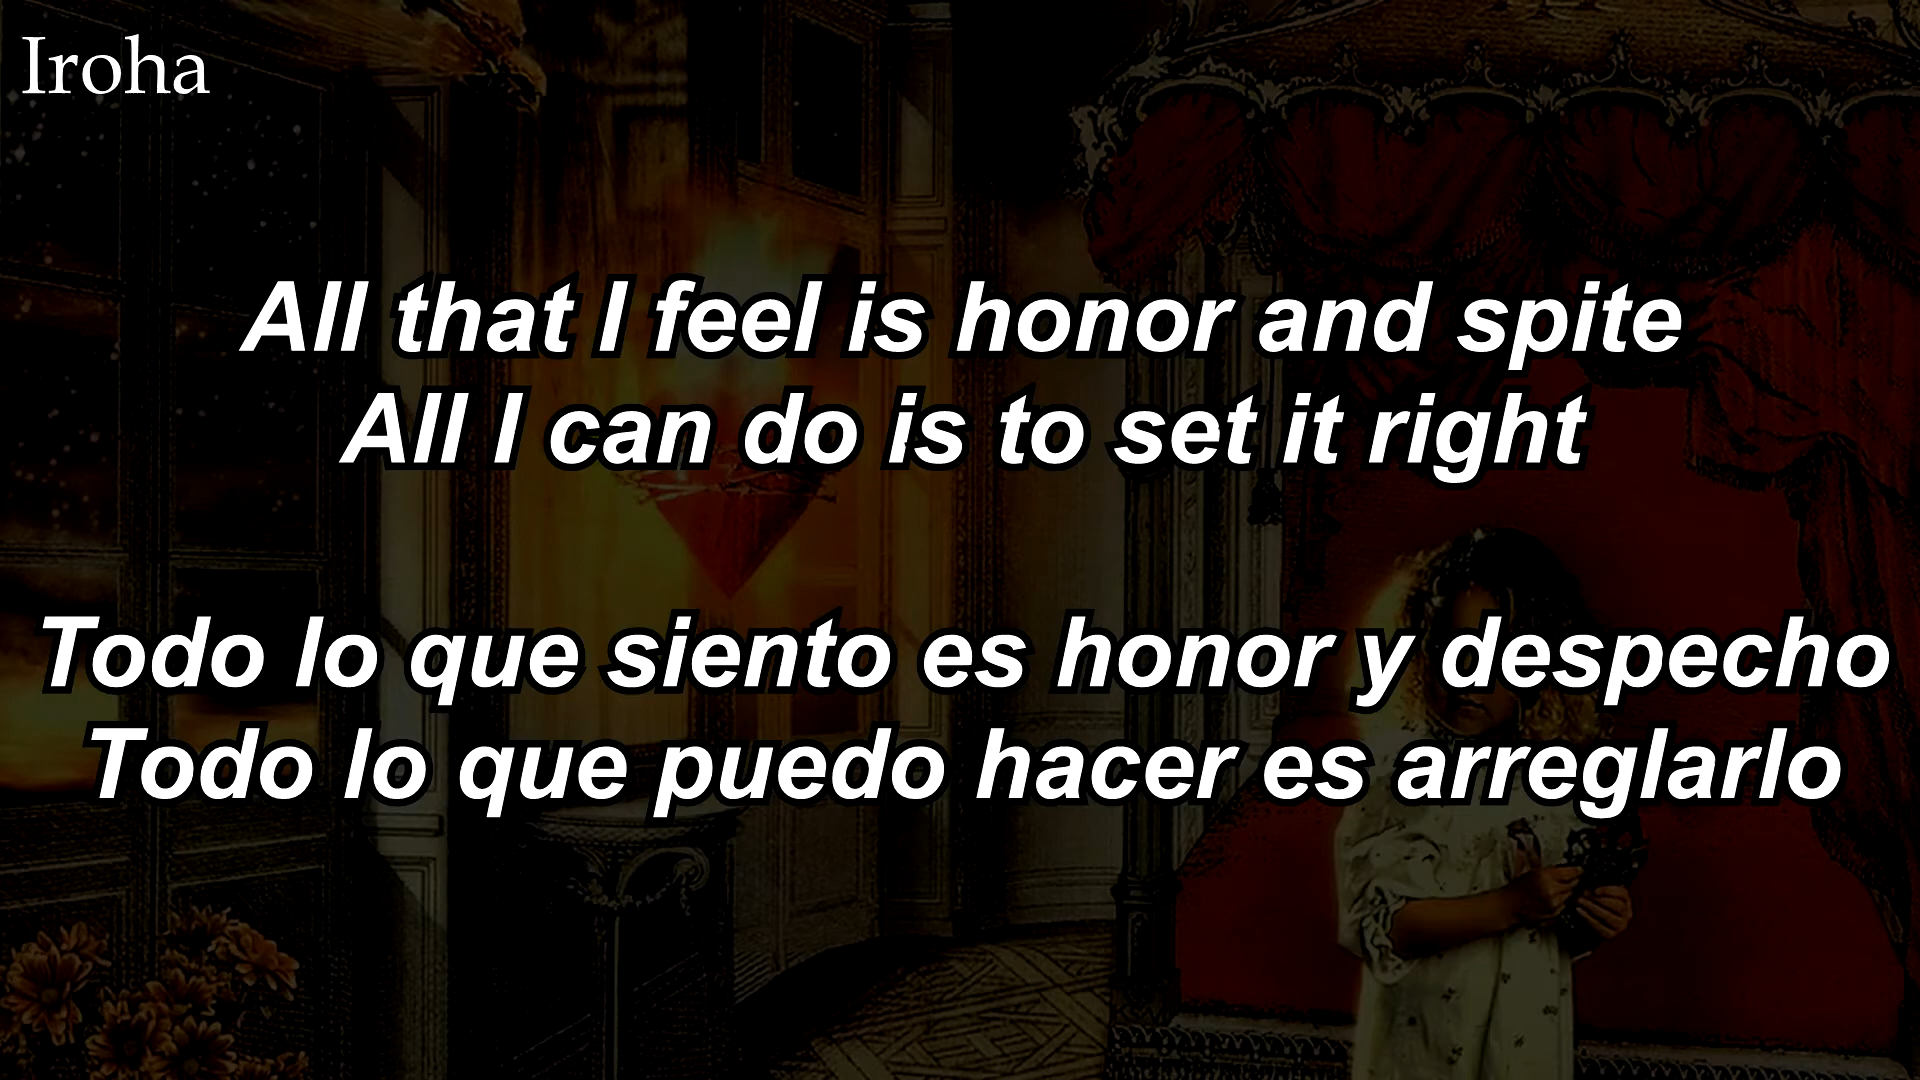 Iroha
All that I feel is honor and spite
All I can do is to set it right
Todo lo que siento es honor y despecho
Todo lo que puedo hacer es arreglarlo